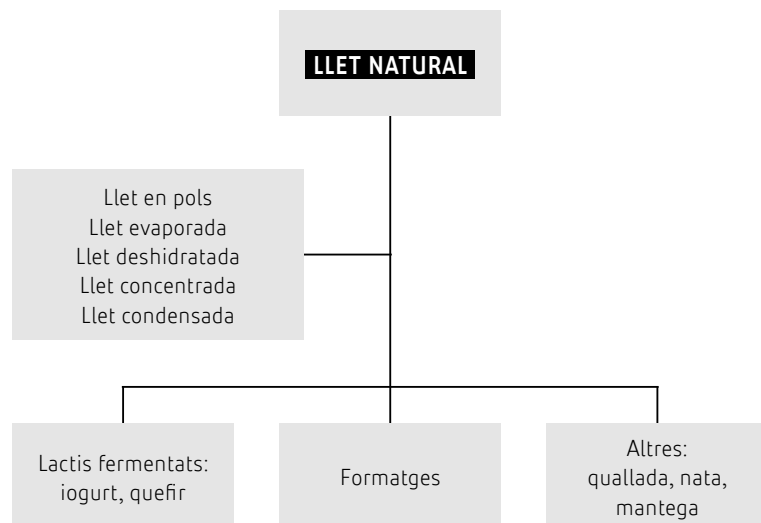 LLET NATURAL
Llet en pols
Llet evaporada
Llet deshidratada
Llet concentrada
Llet condensada
Lactis fermentats:
iogurt, quefir
Formatges
Altres:
quallada, nata,
mantega